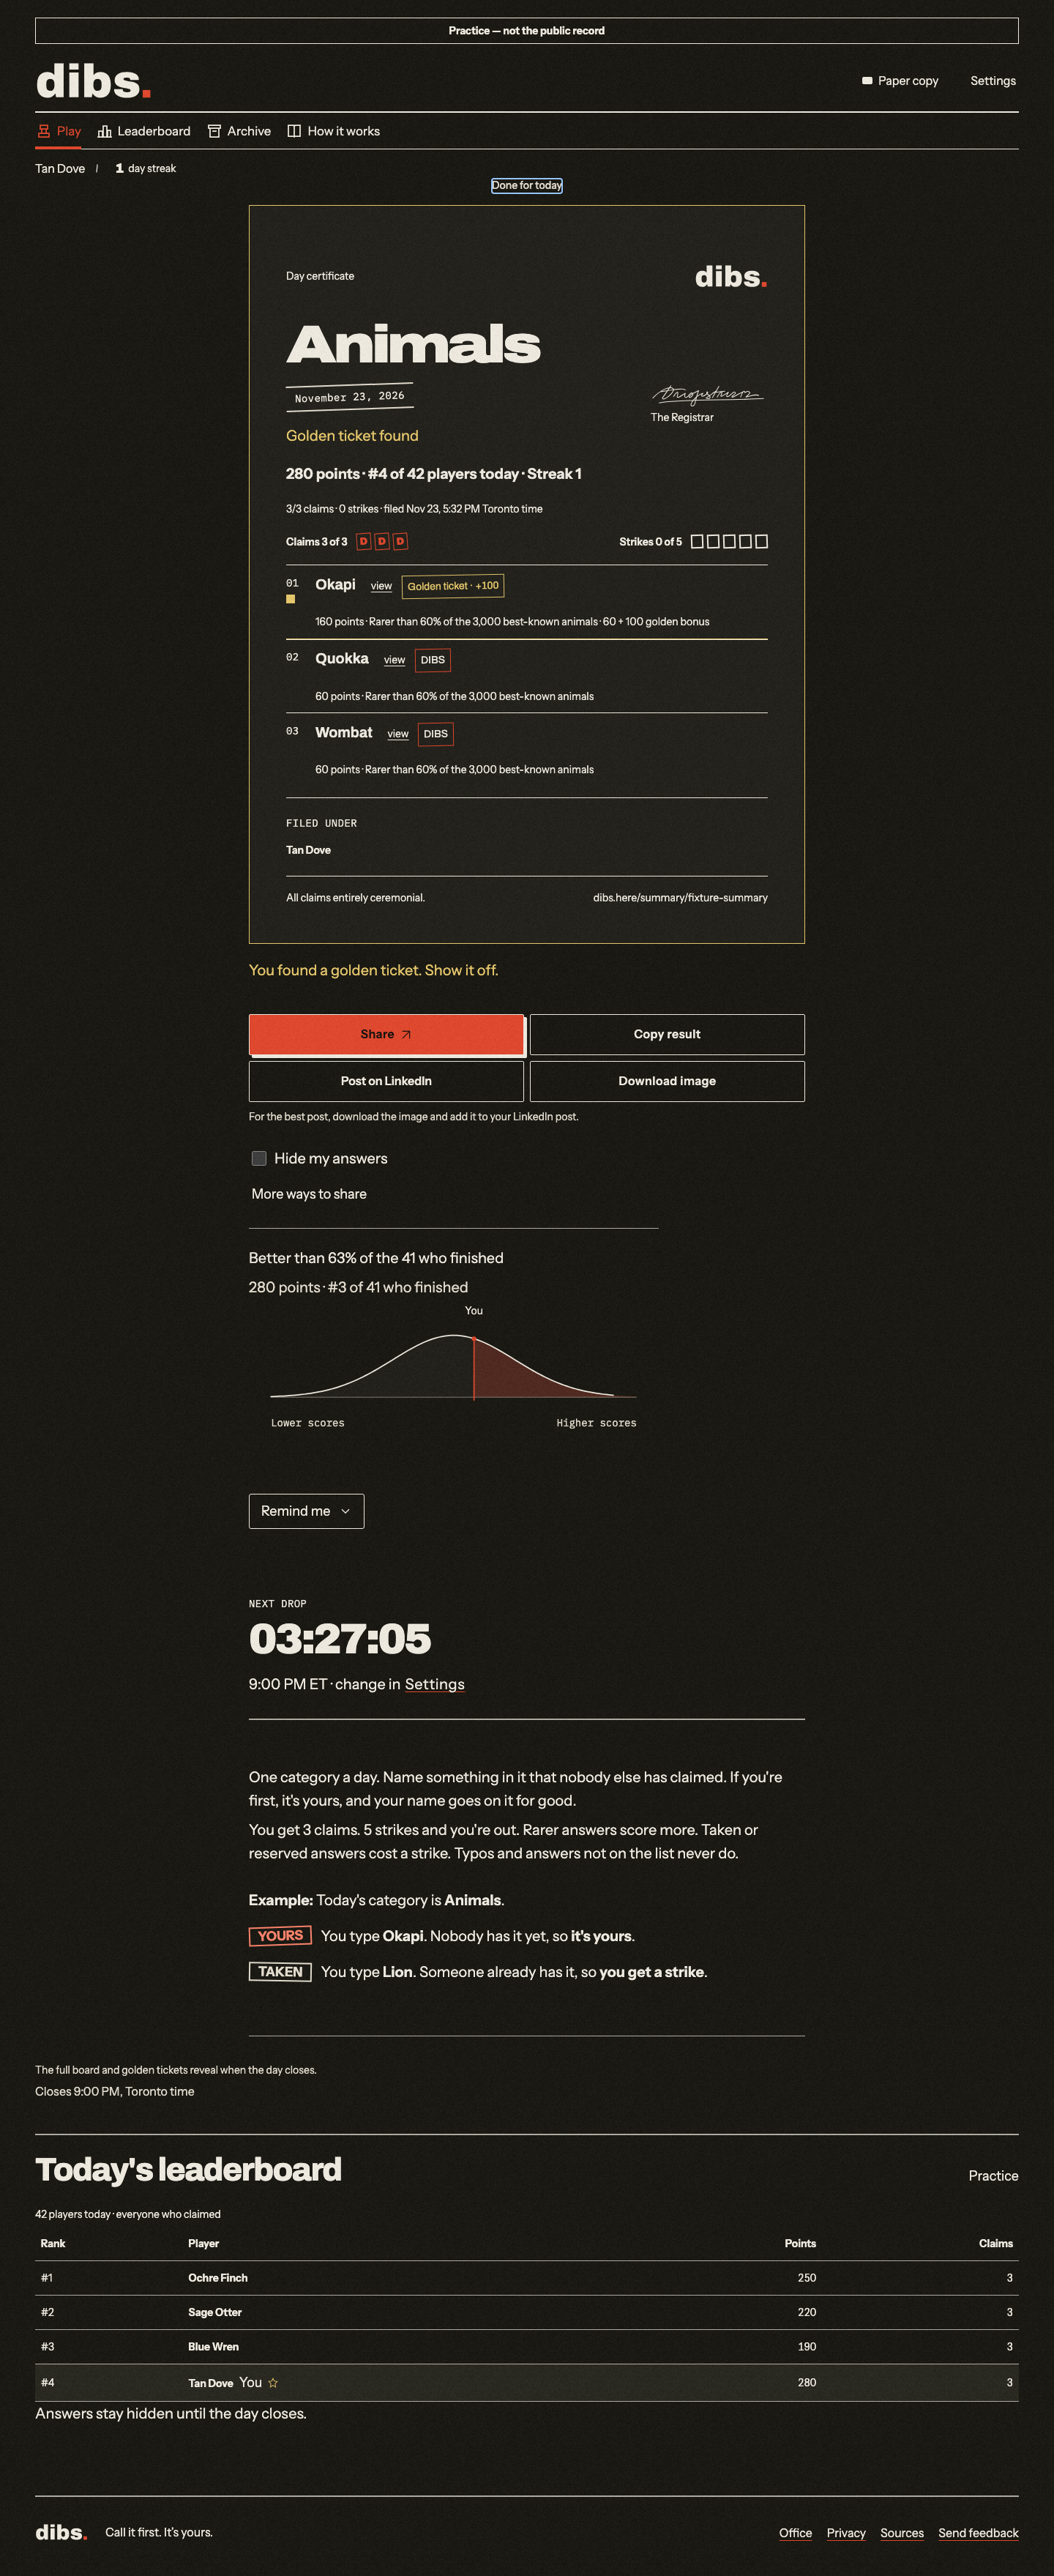 Practice — not the public record
dibs.
Paper copy
Settings
Play
Leaderboard
Archive
How it works
Tan Dove / 1 day streak
Done for today
Day certificate
dibs.
Animals
November 23, 2026
The Registrar
Golden ticket found
280 points · #4 of 42 players today · Streak 1
3/3 claims · 0 strikes · filed Nov 23, 5:32 PM Toronto time
Claims 3 of 3 D D D
Strikes 0 of 5
01 Okapi view Golden ticket · +100
160 points · Rarer than 60% of the 3,000 best-known animals · 60 + 100 golden bonus
02 Quokka view DIBS
60 points · Rarer than 60% of the 3,000 best-known animals
03 Wombat view DIBS
60 points · Rarer than 60% of the 3,000 best-known animals
FILED UNDER
Tan Dove
All claims entirely ceremonial.
dibs.here/summary/fixture-summary
You found a golden ticket. Show it off.
Share
Copy result
Post on LinkedIn
Download image
For the best post, download the image and add it to your LinkedIn post.
Hide my answers
More ways to share
Better than 63% of the 41 who finished
280 points · #3 of 41 who finished
You
Lower scores
Higher scores
Remind me
NEXT DROP
03:27:05
9:00 PM ET · change in Settings
One category a day. Name something in it that nobody else has claimed. If you're
first, it's yours, and your name goes on it for good.
You get 3 claims. 5 strikes and you're out. Rarer answers score more. Taken or
reserved answers cost a strike. Typos and answers not on the list never do.
Example: Today's category is Animals.
YOURS You type Okapi. Nobody has it yet, so it's yours.
TAKEN You type Lion. Someone already has it, so you get a strike.
The full board and golden tickets reveal when the day closes.
Closes 9:00 PM, Toronto time
Today's leaderboard
Practice
42 players today · everyone who claimed
Rank Player Points Claims
#1 Ochre Finch 250 3
#2 Sage Otter 220 3
#3 Blue Wren 190 3
#4 Tan Dove You 280 3
Answers stay hidden until the day closes.
dibs. Call it first. It's yours.
Office Privacy Sources Send feedback